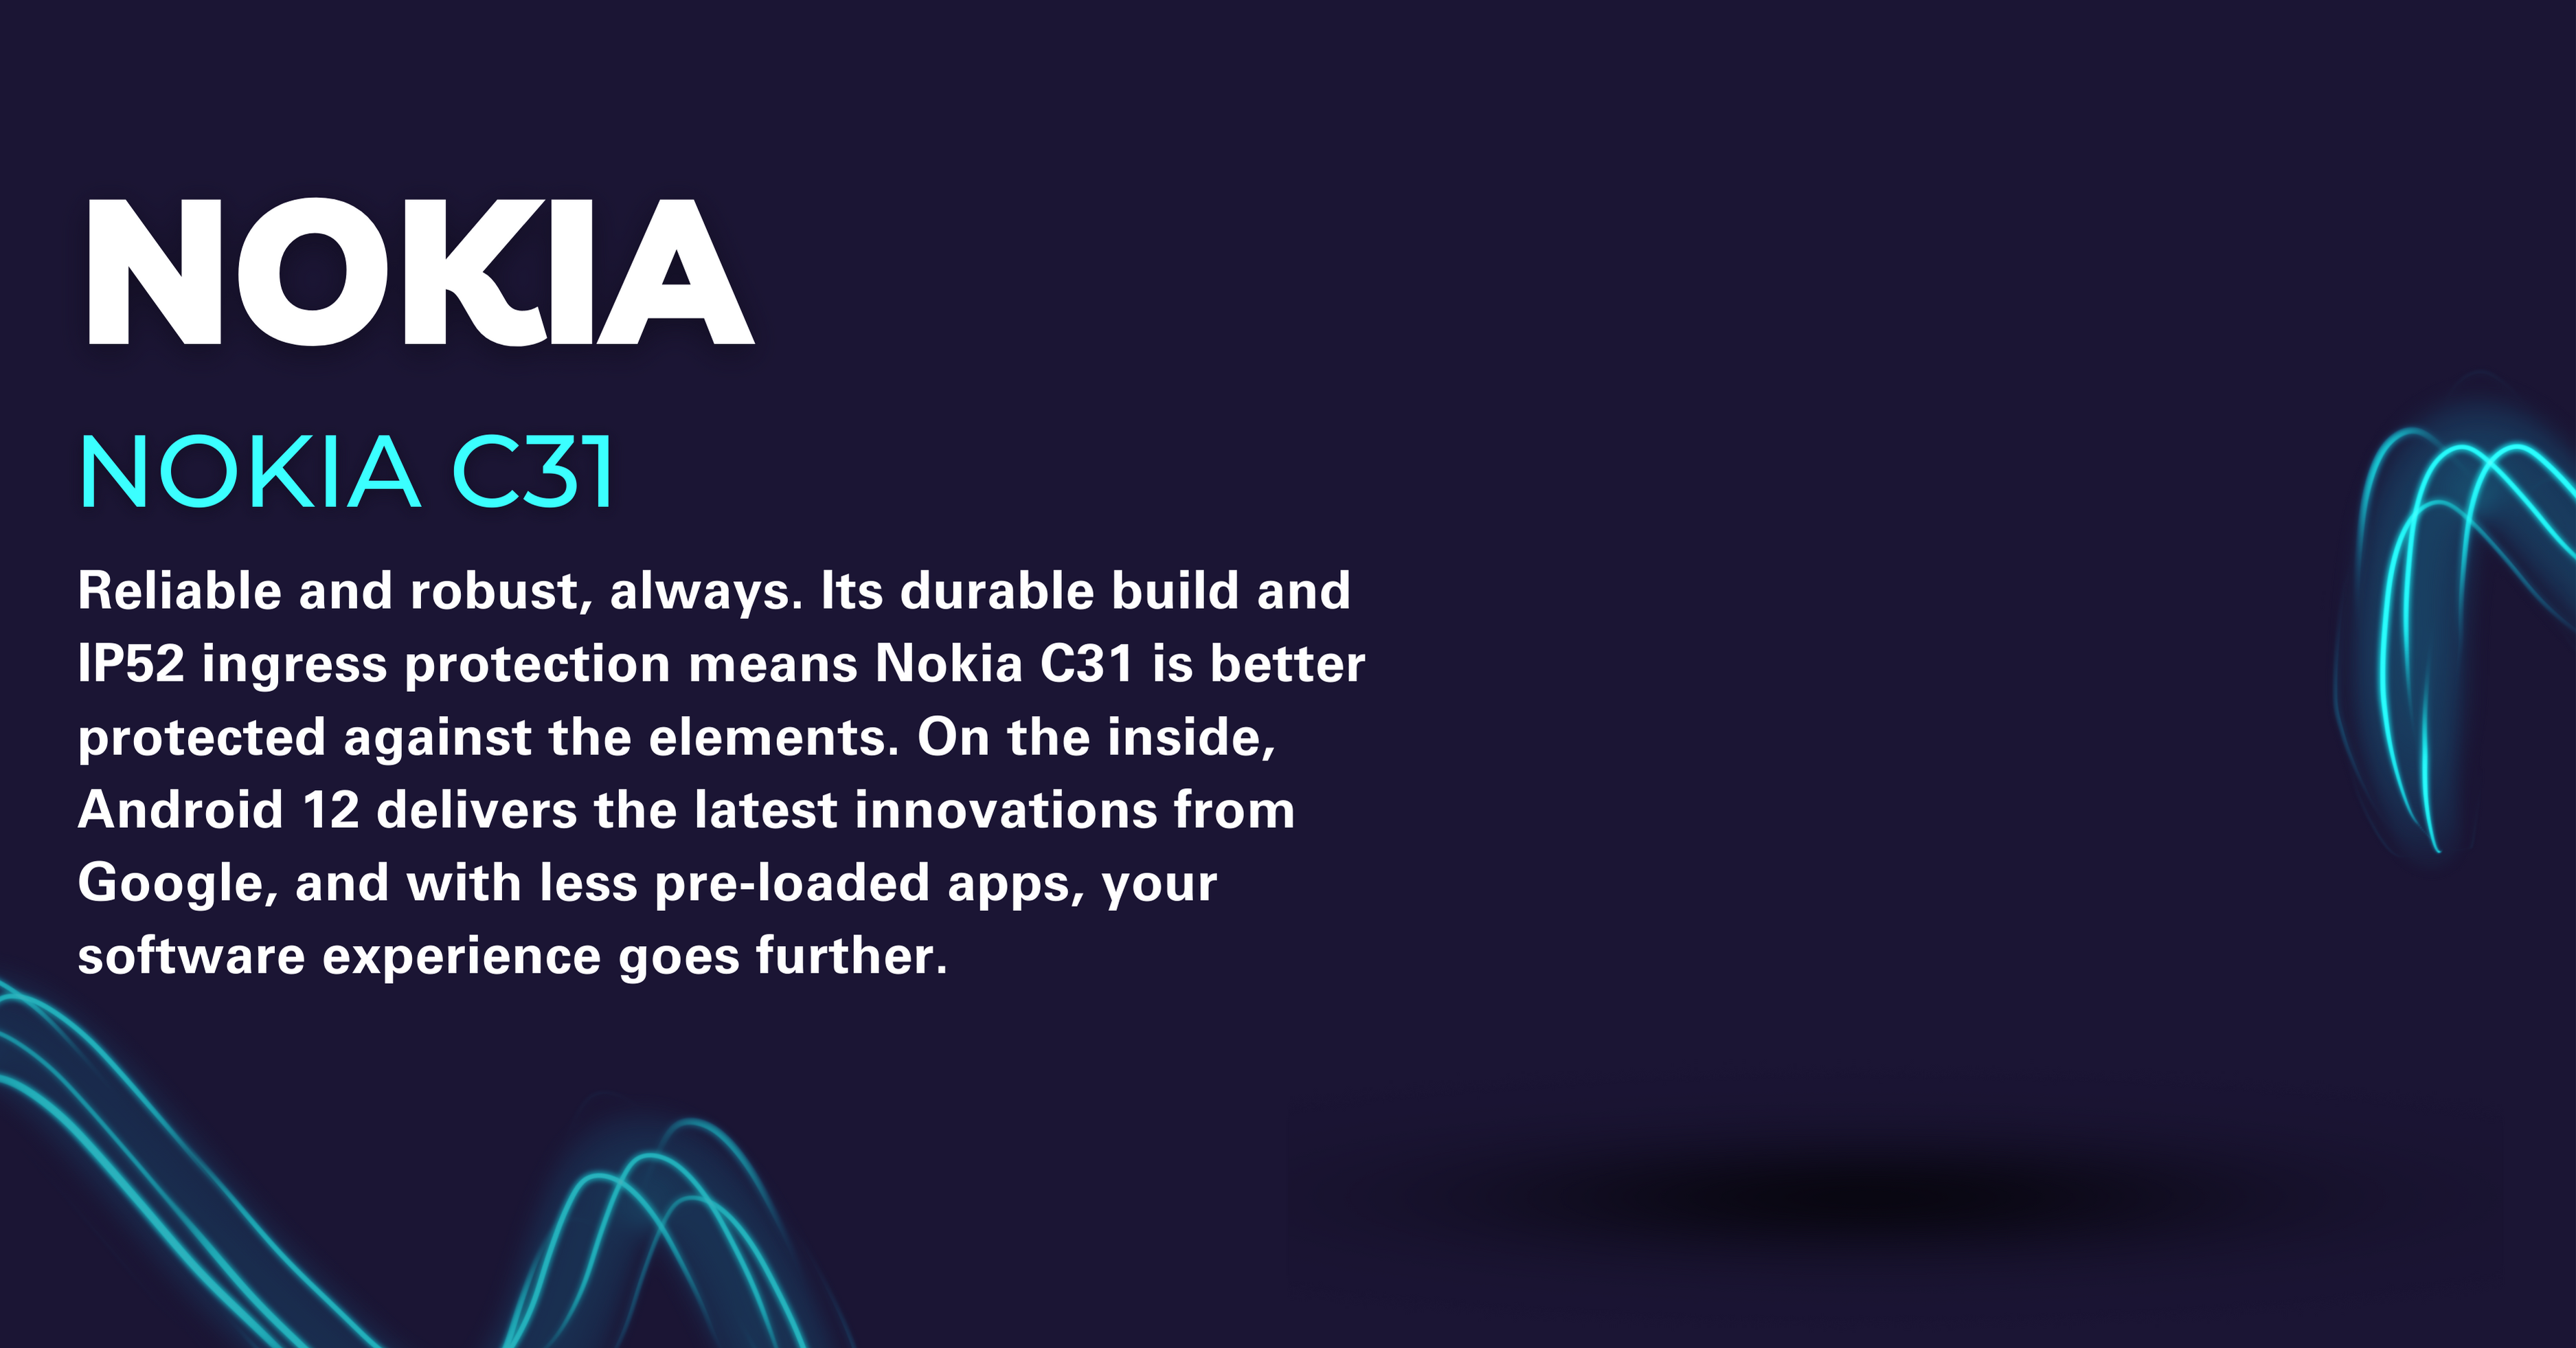 NOKIA
NOKIA C31
Reliable and robust, always. Its durable build and
IP52 ingress protection means Nokia C31 is better
protected against the elements. On the inside,
Android 12 delivers the latest innovations from
Google, and with less pre-loaded apps, your
software experience goes further.